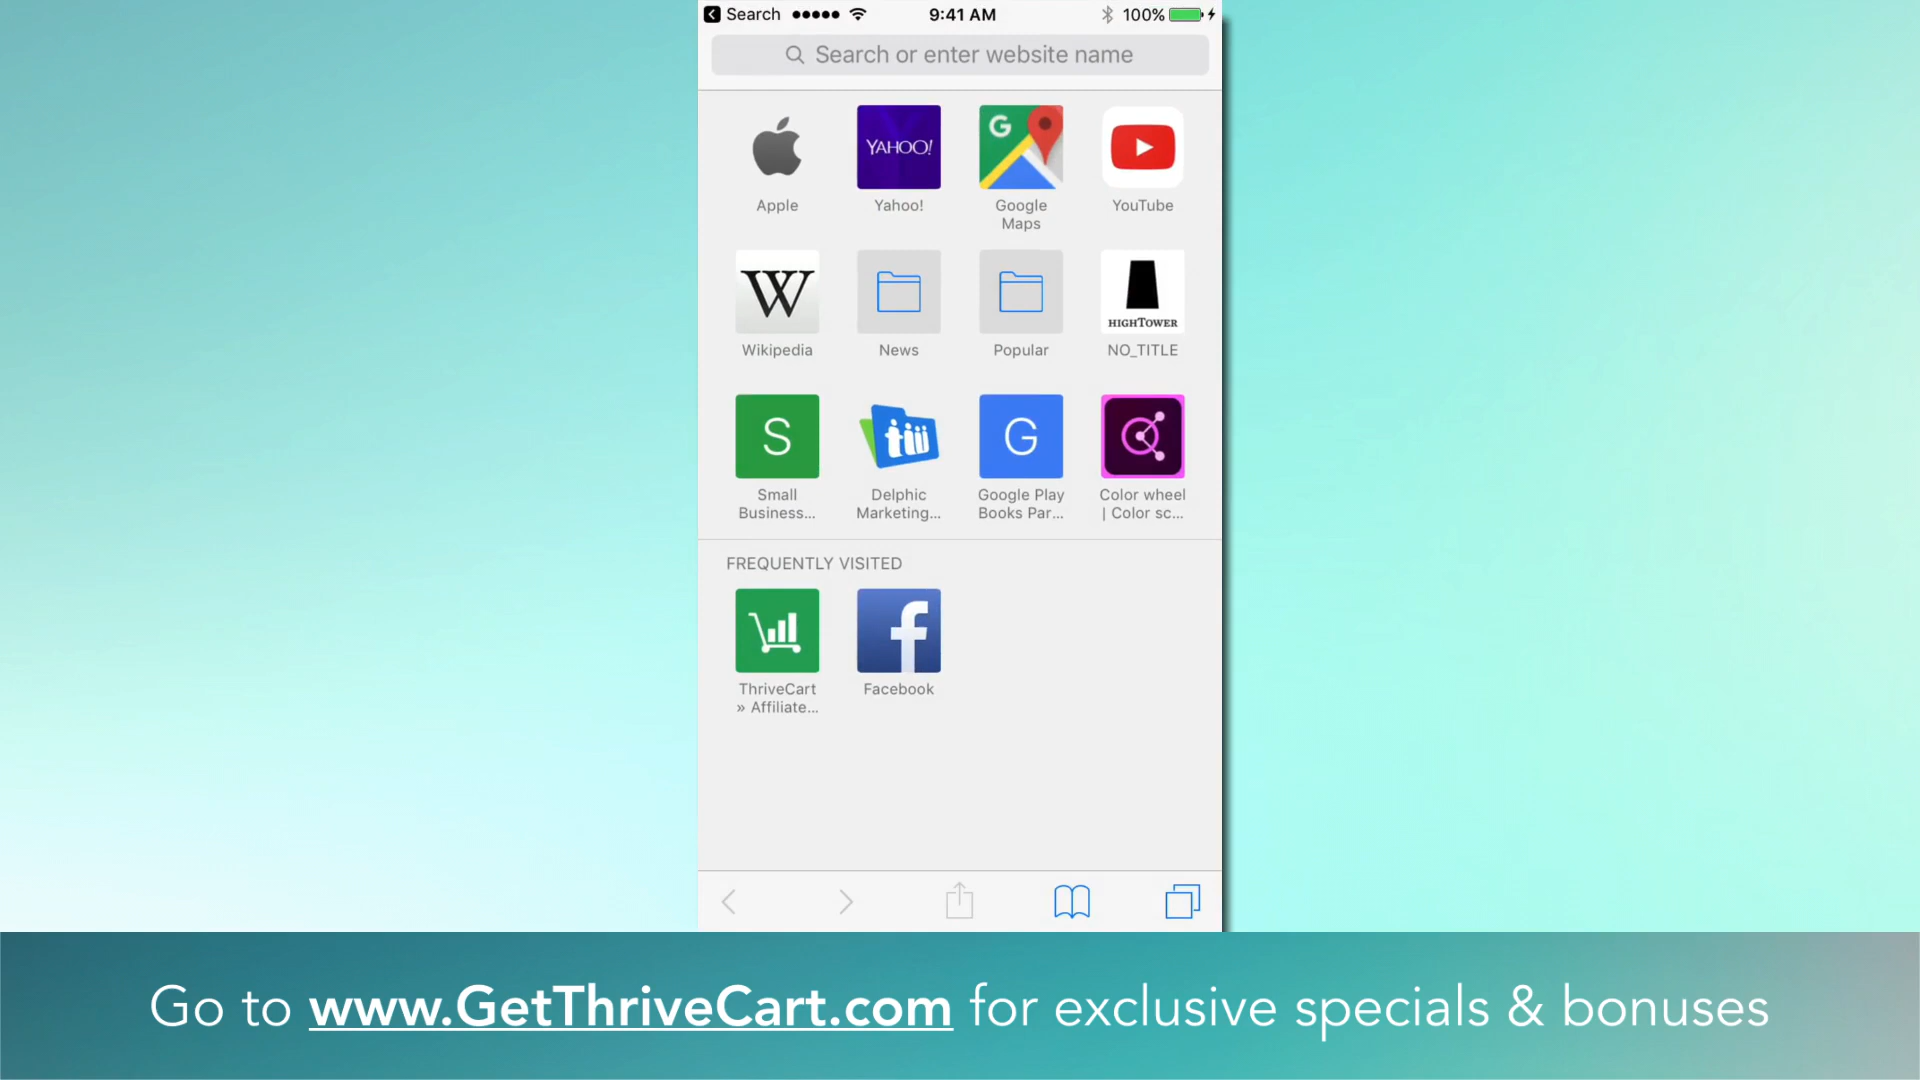 Search 9:41 AM 100%
Search or enter website name
YAHOO!
G
Apple Yahoo! Google Maps YouTube
W
HIGHTOWER
Wikipedia News Popular NO_TITLE
S G
Small Business... Delphic Marketing... Google Play Books Par... Color wheel | Color sc...
FREQUENTLY VISITED
f
ThriveCart » Affiliate... Facebook
Go to www.GetThriveCart.com for exclusive specials & bonuses